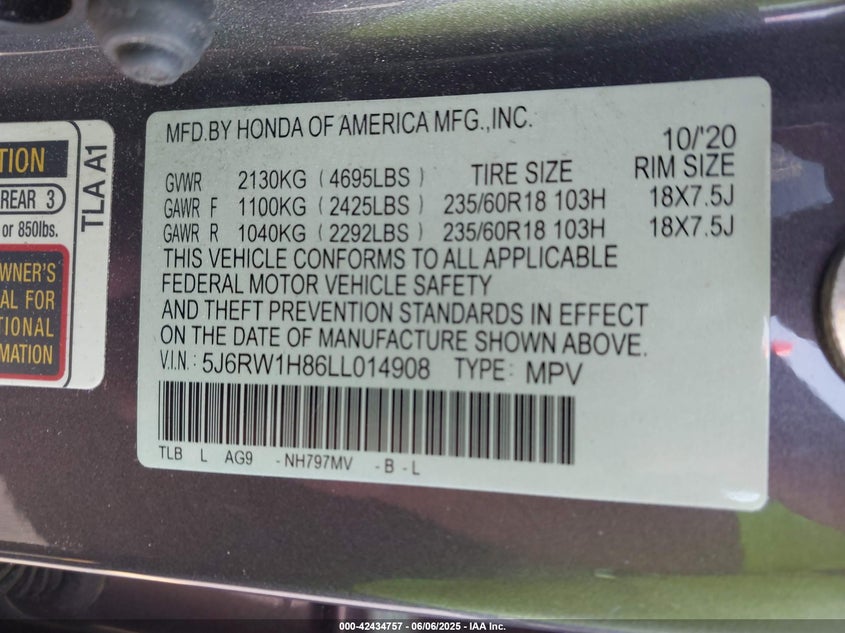 TION
REAR 3
or 850lbs.
WNER'S
AL FOR
TIONAL
MATION
TLA A1
MFD.BY HONDA OF AMERICA MFG.,INC.
10/'20
GVWR 2130KG (4695LBS) TIRE SIZE RIM SIZE
GAWR F 1100KG (2425LBS) 235/60R18 103H 18X7.5J
GAWR R 1040KG (2292LBS) 235/60R18 103H 18X7.5J
THIS VEHICLE CONFORMS TO ALL APPLICABLE
FEDERAL MOTOR VEHICLE SAFETY
AND THEFT PREVENTION STANDARDS IN EFFECT
ON THE DATE OF MANUFACTURE SHOWN ABOVE.
V.I.N.: 5J6RW1H86LL014908 TYPE: MPV
TLB L AG9 -NH797MV -B-L
000-42434757 - 06/06/2025 - IAA Inc.